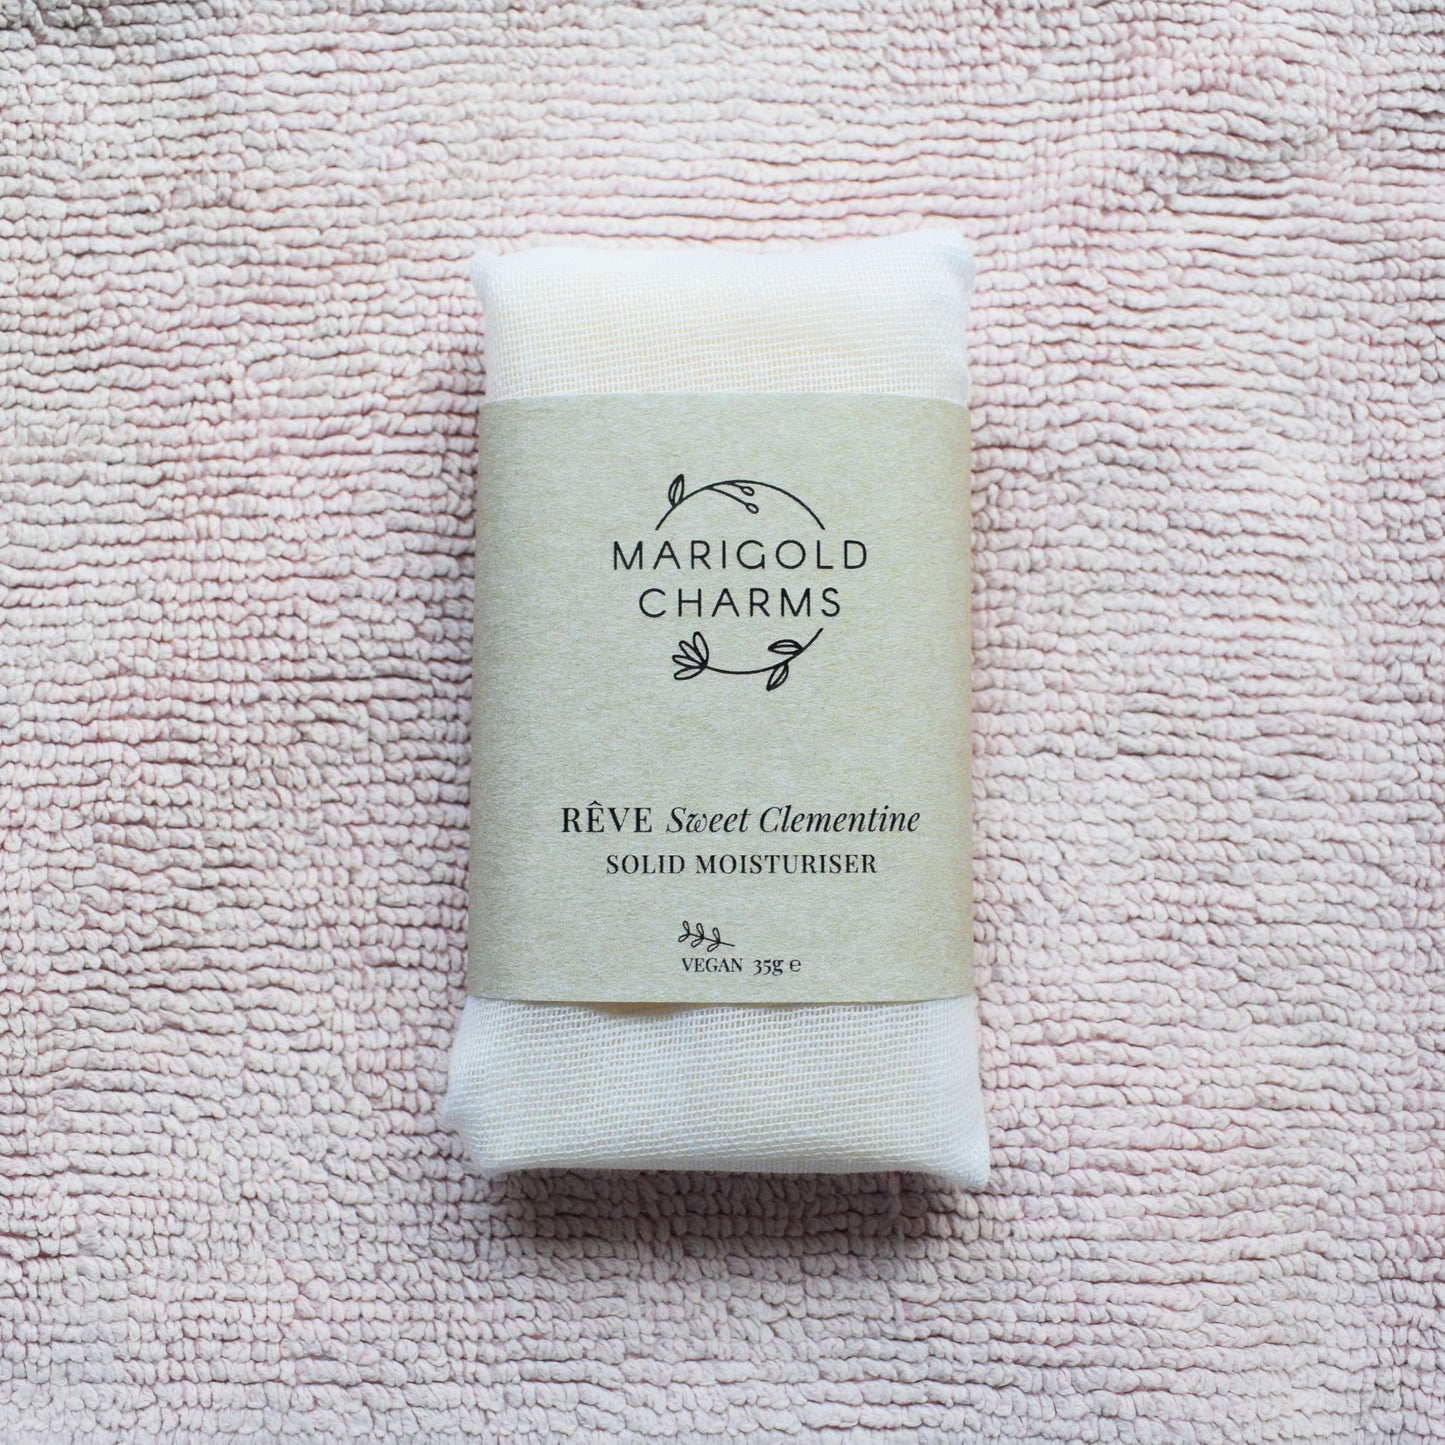 MARIGOLD
CHARMS
RÊVE Sweet Clementine
SOLID MOISTURISER
VEGAN 35g ℮